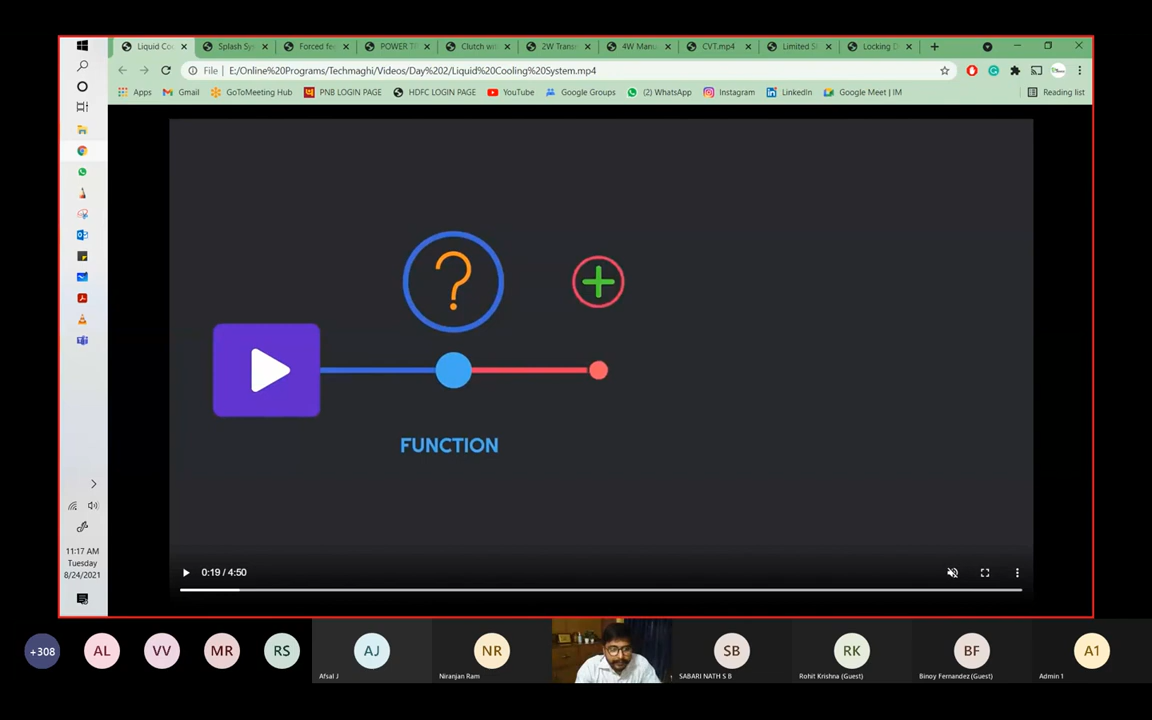 Liquid Co
Splash Sy
Forced fe
POWER T
Clutch wi
2W Trans
4W Manu
CVT.mp4
Limited S
Locking D
File
E:/Online%20Programs/Techmaghi/Videos/Day%202/Liquid%20Cooling%20System.mp4
Apps
Gmail
GoToMeeting Hub
PNB LOGIN PAGE
HDFC LOGIN PAGE
YouTube
Google Groups
(2) WhatsApp
Instagram
LinkedIn
Google Meet | IM
Reading list
?
FUNCTION
0:19 / 4:50
11:17 AM
Tuesday
8/24/2021
+308
AL
VV
MR
RS
AJ
NR
SB
RK
BF
A1
Afsal J
Niranjan Ram
SABARI NATH S B
Rohit Krishna (Guest)
Binoy Fernandez (Guest)
Admin 1